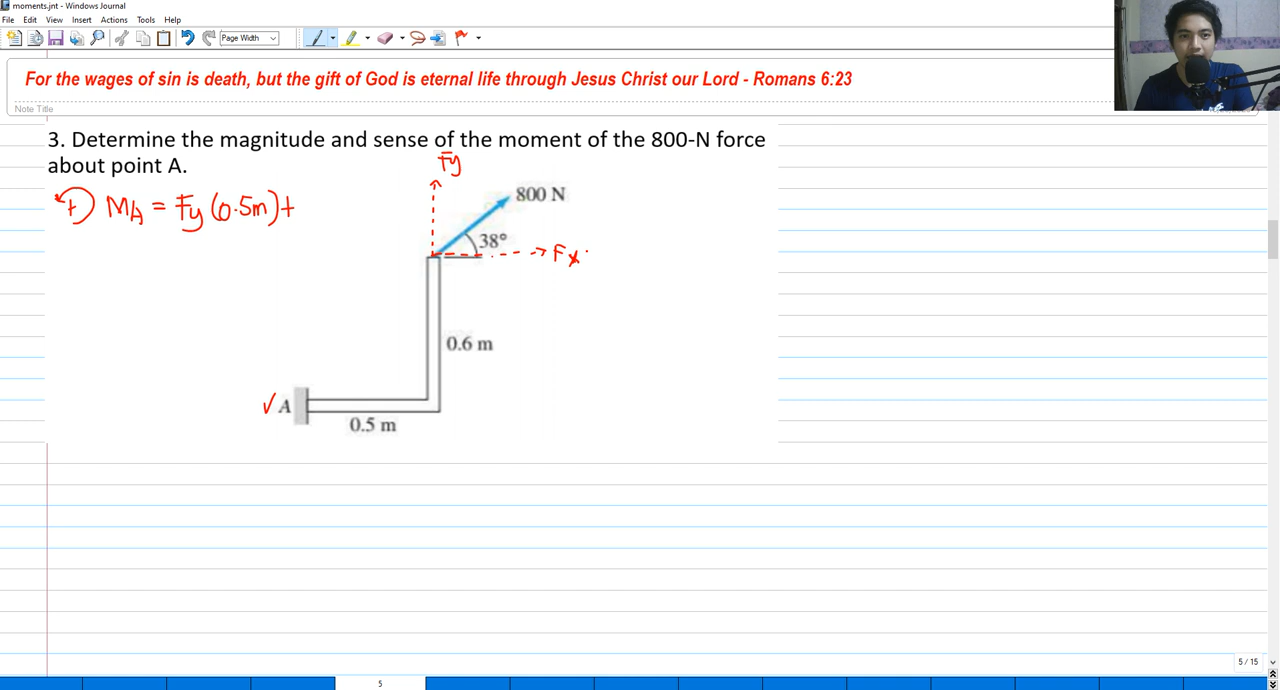 moments.jnt - Windows Journal
File Edit View Insert Actions Tools Help
Page Width
For the wages of sin is death, but the gift of God is eternal life through Jesus Christ our Lord - Romans 6:23
Note Title
3. Determine the magnitude and sense of the moment of the 800-N force
about point A.
Fy
+ MA = Fy (0.5m) +
800 N
38°
Fx
0.6 m
✓ A
0.5 m
5 / 15
5